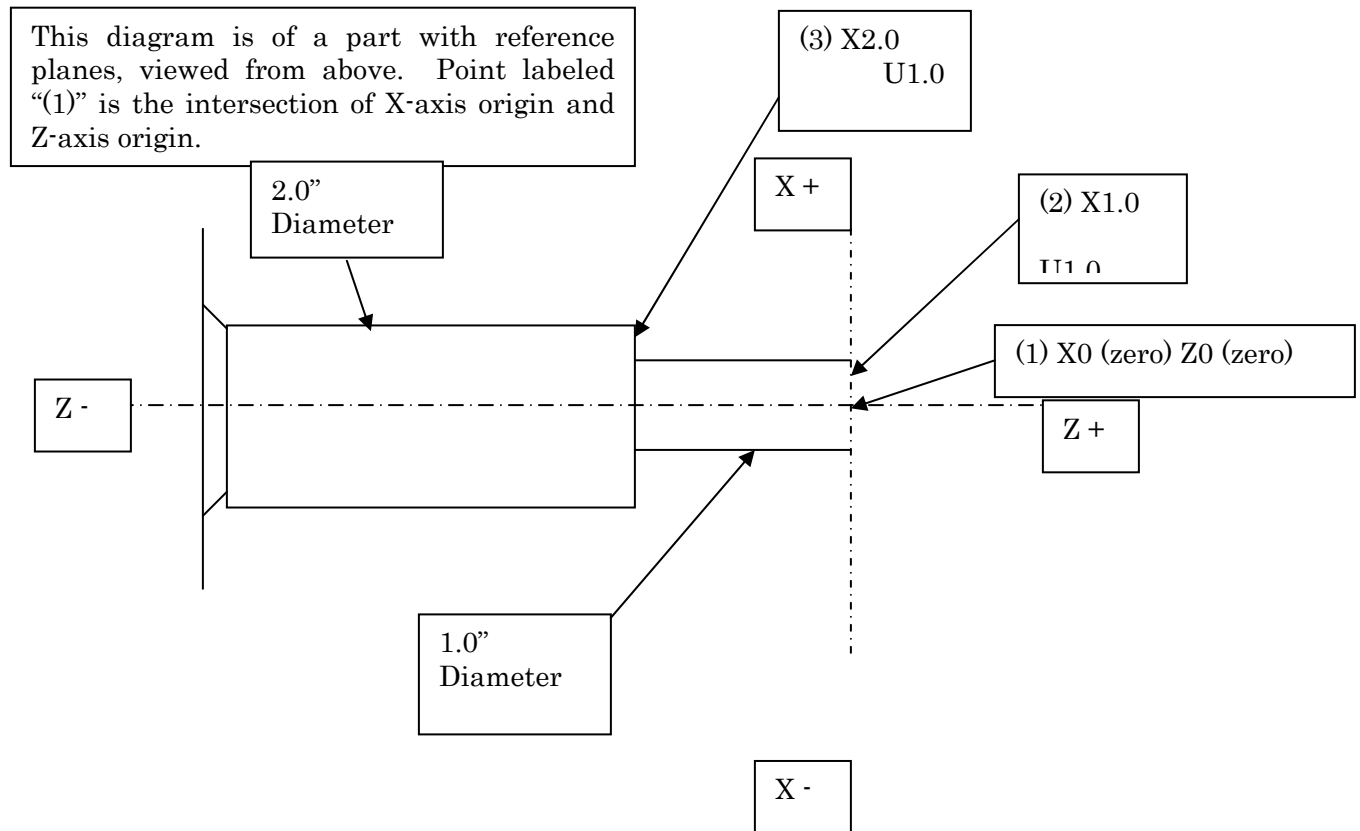 This diagram is of a part with reference
planes, viewed from above. Point labeled
“(1)” is the intersection of X-axis origin and
Z-axis origin.
(3) X2.0
U1.0
2.0”
Diameter
X +
(2) X1.0
U1.0
(1) X0 (zero) Z0 (zero)
Z -
Z +
1.0”
Diameter
X -